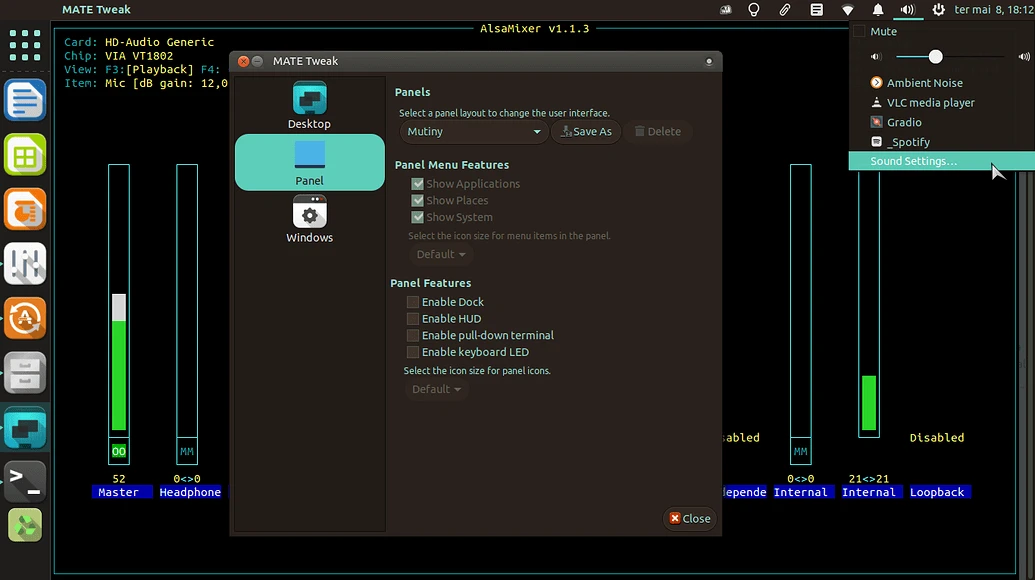 MATE Tweak
ter mai 8, 18:12
AlsaMixer v1.1.3
Card: HD-Audio Generic
Chip: VIA VT1802
View: F3:[Playback] F4:
Item: Mic [dB gain: 12,0
MATE Tweak
Desktop
Panel
Windows
Panels
Select a panel layout to change the user interface.
Mutiny
Save As
Delete
Panel Menu Features
Show Applications
Show Places
Show System
Select the icon size for menu items in the panel.
Default
Panel Features
Enable Dock
Enable HUD
Enable pull-down terminal
Enable keyboard LED
Select the icon size for panel icons.
Default
Close
Mute
Ambient Noise
VLC media player
Gradio
_Spotify
Sound Settings...
OO
MM
MM
sabled
Disabled
52
0<>0
0<>0
21<>21
Master
Headphone
depende
Internal
Internal
Loopback